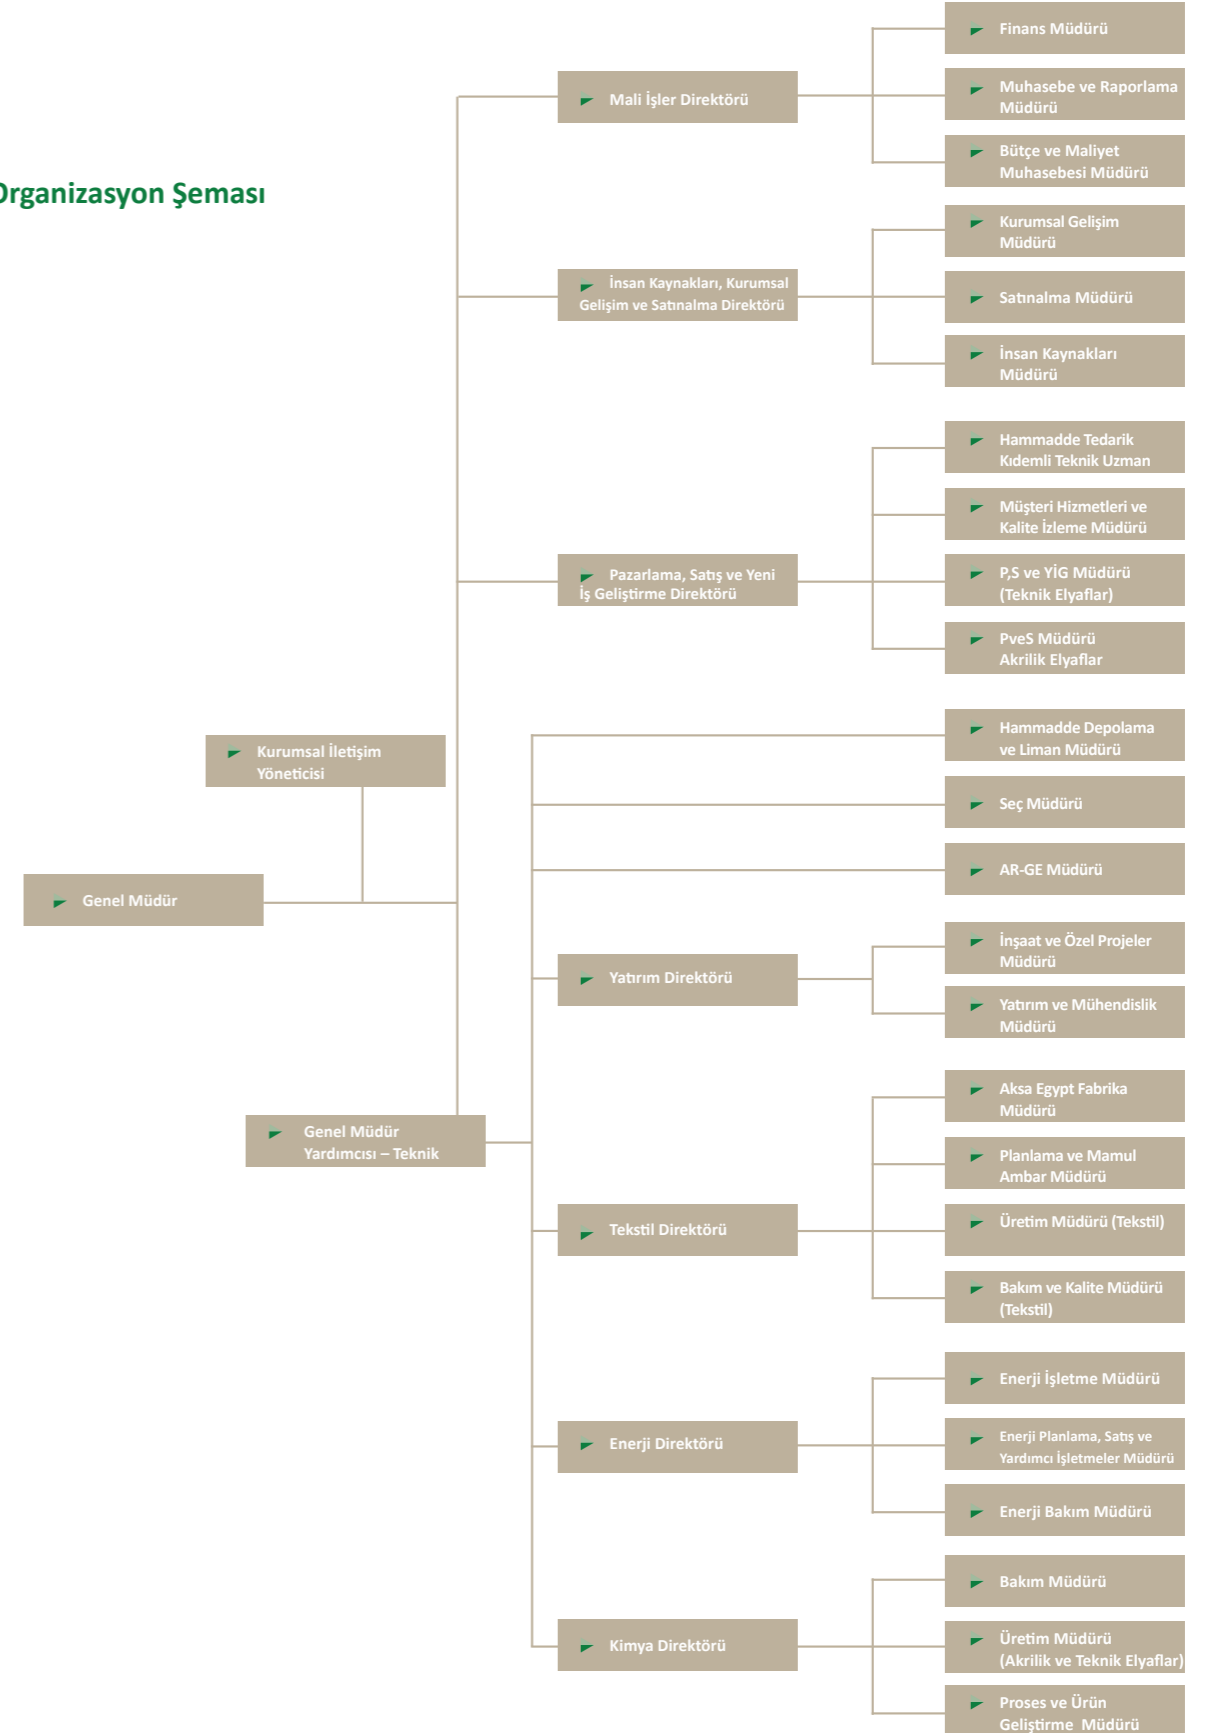 Organizasyon Şeması
Finans Müdürü
Mali İşler Direktörü
Muhasebe ve Raporlama
Müdürü
Bütçe ve Maliyet
Muhasebesi Müdürü
Kurumsal Gelişim
Müdürü
İnsan Kaynakları, Kurumsal
Gelişim ve Satınalma Direktörü
Satınalma Müdürü
İnsan Kaynakları
Müdürü
Hammadde Tedarik
Kıdemli Teknik Uzman
Müşteri Hizmetleri ve
Kalite İzleme Müdürü
Pazarlama, Satış ve Yeni
İş Geliştirme Direktörü
P,S ve YİG Müdürü
(Teknik Elyaflar)
PveS Müdürü
Akrilik Elyaflar
Hammadde Depolama
ve Liman Müdürü
Kurumsal İletişim
Yöneticisi
Seç Müdürü
AR-GE Müdürü
Genel Müdür
İnşaat ve Özel Projeler
Müdürü
Yatırım Direktörü
Yatırım ve Mühendislik
Müdürü
Aksa Egypt Fabrika
Müdürü
Genel Müdür
Yardımcısı – Teknik
Planlama ve Mamul
Ambar Müdürü
Tekstil Direktörü
Üretim Müdürü (Tekstil)
Bakım ve Kalite Müdürü
(Tekstil)
Enerji İşletme Müdürü
Enerji Direktörü
Enerji Planlama, Satış ve
Yardımcı İşletmeler Müdürü
Enerji Bakım Müdürü
Bakım Müdürü
Kimya Direktörü
Üretim Müdürü
(Akrilik ve Teknik Elyaflar)
Proses ve Ürün
Geliştirme Müdürü